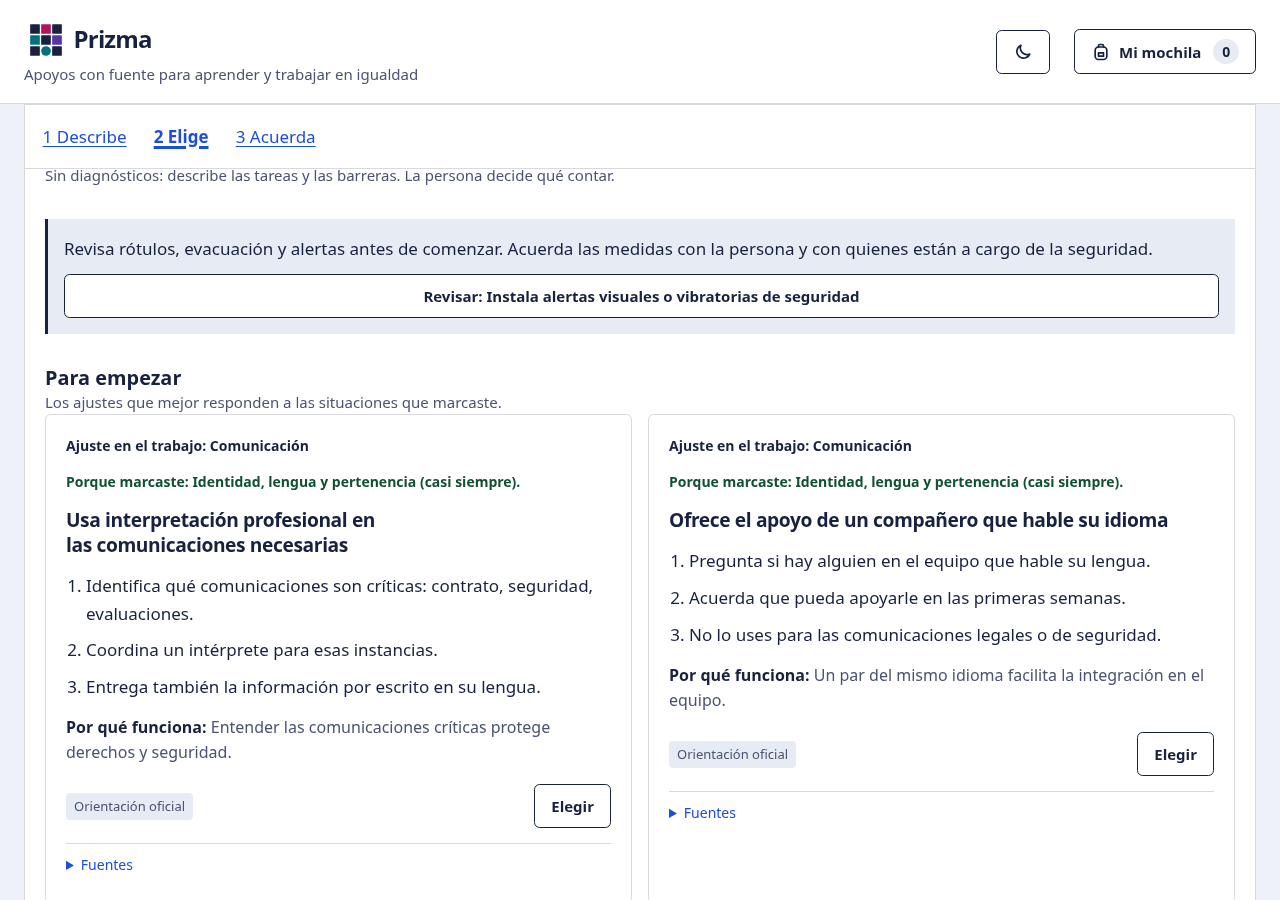 Prizma
Apoyos con fuente para aprender y trabajar en igualdad
Mi mochila 0
1 Describe 2 Elige 3 Acuerda
Sin diagnósticos: describe las tareas y las barreras. La persona decide qué contar.
Revisa rótulos, evacuación y alertas antes de comenzar. Acuerda las medidas con la persona y con quienes están a cargo de la seguridad.
Revisar: Instala alertas visuales o vibratorias de seguridad
Para empezar
Los ajustes que mejor responden a las situaciones que marcaste.
Ajuste en el trabajo: Comunicación
Porque marcaste: Identidad, lengua y pertenencia (casi siempre).
Usa interpretación profesional en
las comunicaciones necesarias
1. Identifica qué comunicaciones son críticas: contrato, seguridad,
evaluaciones.
2. Coordina un intérprete para esas instancias.
3. Entrega también la información por escrito en su lengua.
Por qué funciona: Entender las comunicaciones críticas protege
derechos y seguridad.
Orientación oficial
Elegir
Fuentes
Ajuste en el trabajo: Comunicación
Porque marcaste: Identidad, lengua y pertenencia (casi siempre).
Ofrece el apoyo de un compañero que hable su idioma
1. Pregunta si hay alguien en el equipo que hable su lengua.
2. Acuerda que pueda apoyarle en las primeras semanas.
3. No lo uses para las comunicaciones legales o de seguridad.
Por qué funciona: Un par del mismo idioma facilita la integración en el
equipo.
Orientación oficial
Elegir
Fuentes